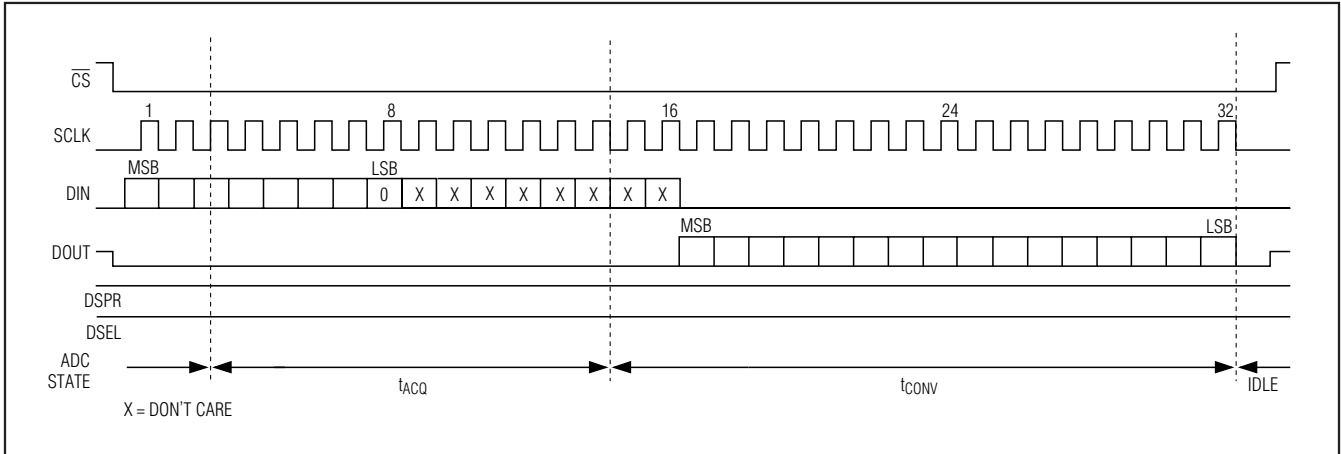 CS
1 8 16 24 32
SCLK
MSB LSB
DIN 0 X X X X X X X X
MSB LSB
DOUT
DSPR
DSEL
ADC
STATE tACQ tCONV IDLE
X = DON'T CARE